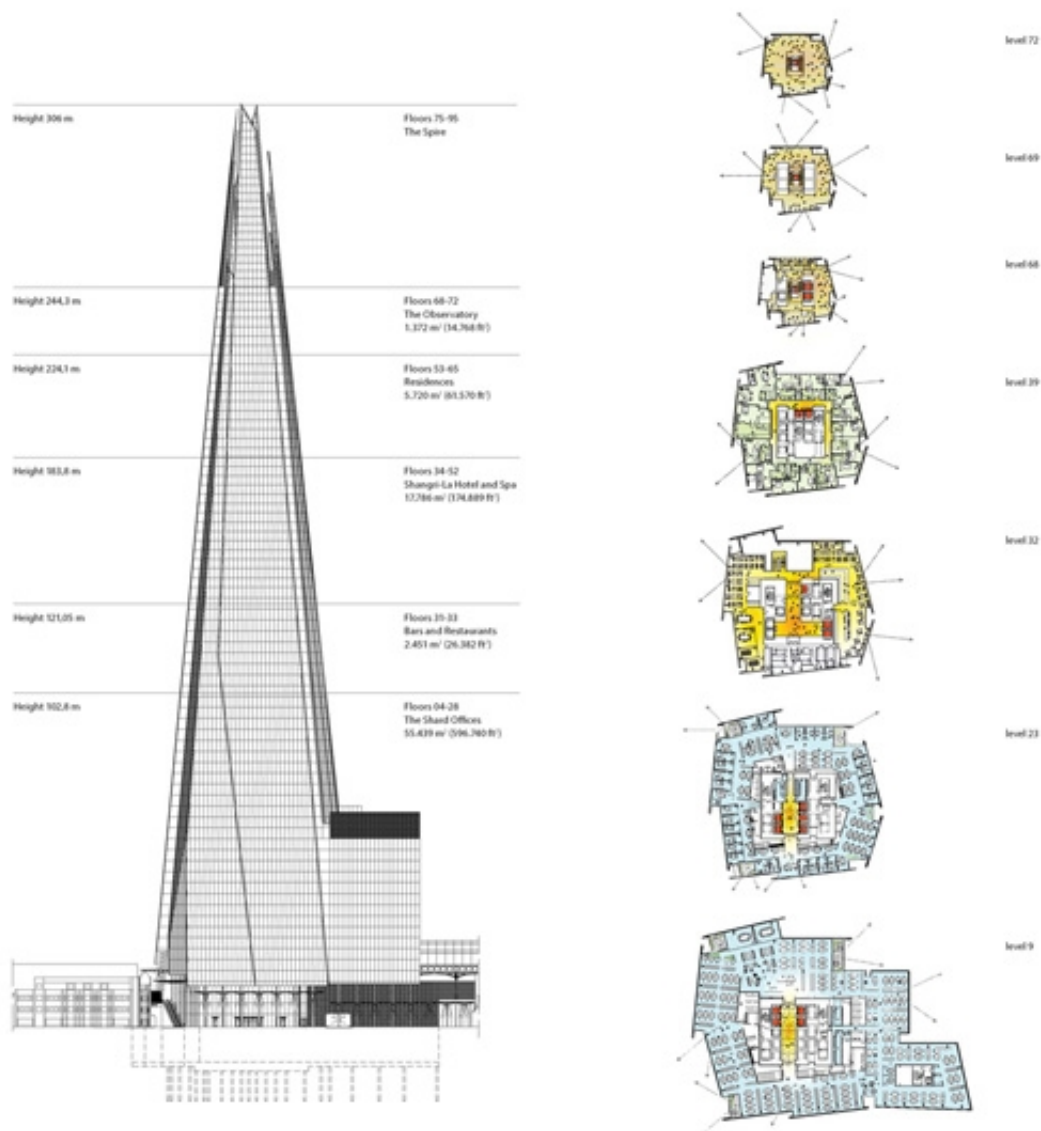 Height 306 m
Floors 75-95
The Spire
Height 244,3 m
Floors 68-72
The Observatory
1.372 m² (14.768 ft²)
Height 224,1 m
Floors 53-65
Residences
5.720 m² (61.570 ft²)
Height 183,8 m
Floors 34-52
Shangri-La Hotel and Spa
17.786 m² (174.889 ft²)
Height 121,05 m
Floors 31-33
Bars and Restaurants
2.451 m² (26.382 ft²)
Height 102,8 m
Floors 04-28
The Shard Offices
55.439 m² (596.740 ft²)
level 72
level 69
level 68
level 39
level 32
level 23
level 9